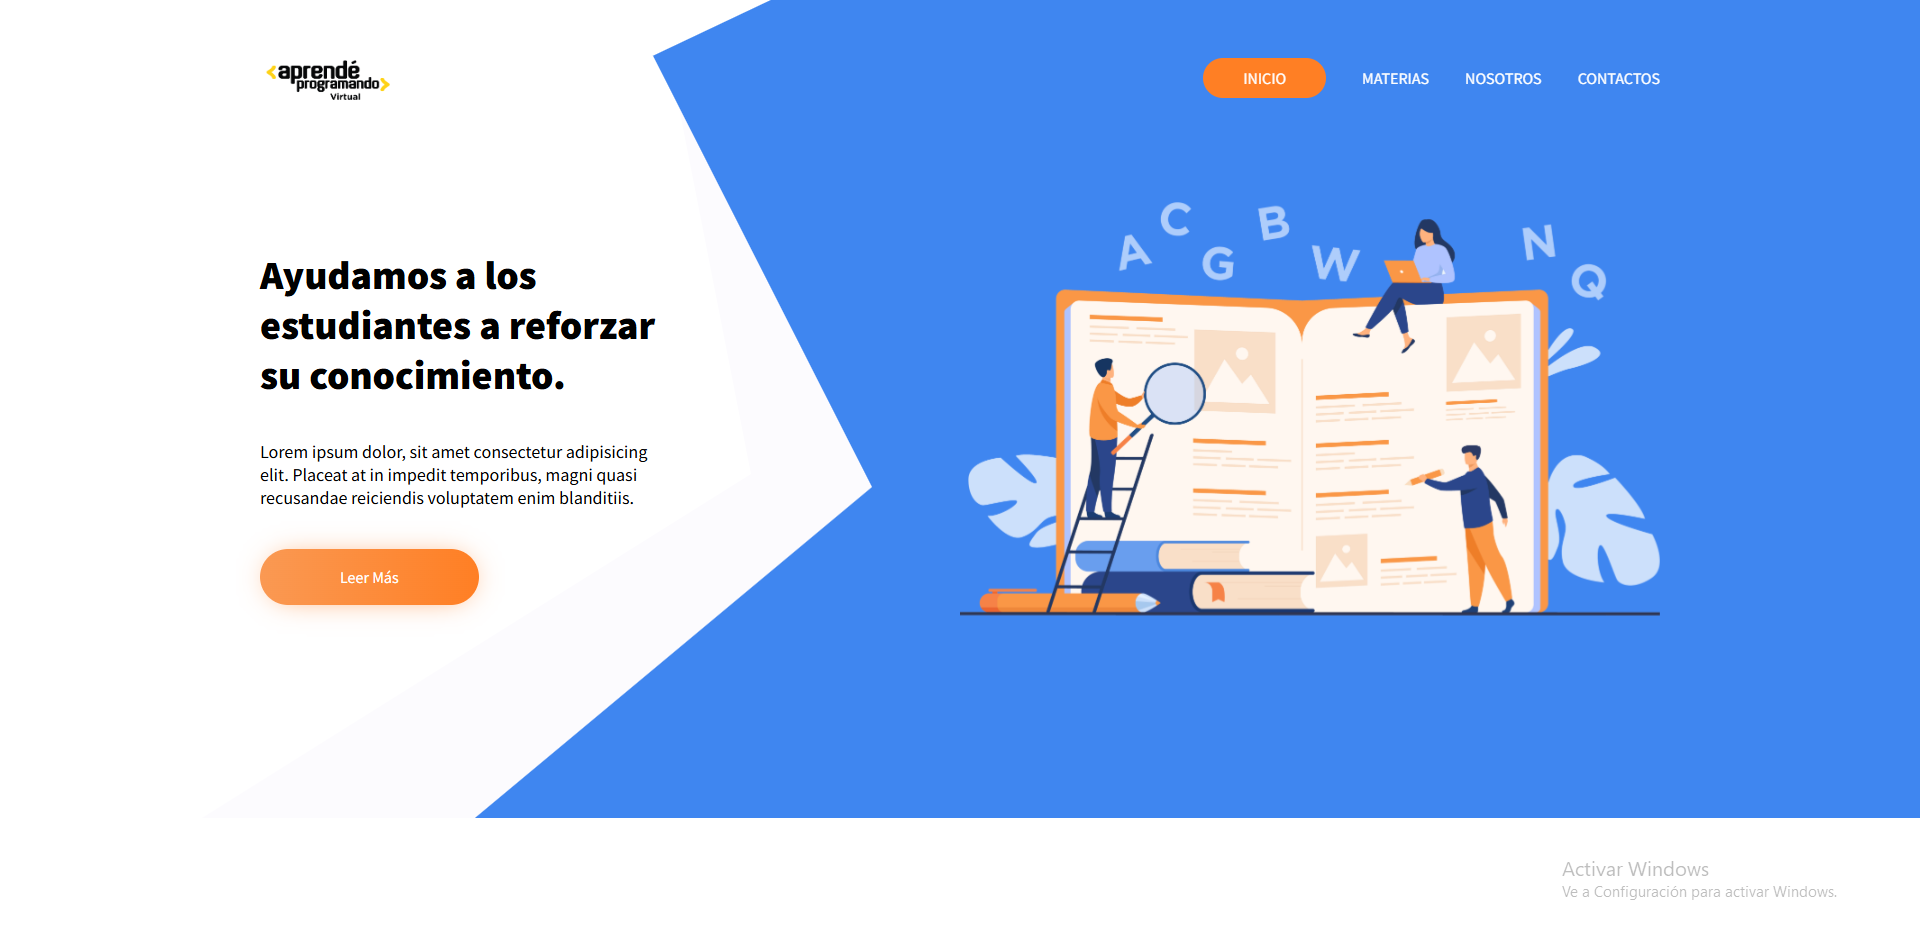 <aprendé
programando>
Virtual
INICIO MATERIAS NOSOTROS CONTACTOS
Ayudamos a los
estudiantes a reforzar
su conocimiento.
Lorem ipsum dolor, sit amet consectetur adipisicing
elit. Placeat at in impedit temporibus, magni quasi
recusandae reiciendis voluptatem enim blanditiis.
Leer Más
A C G B W N Q
Activar Windows
Ve a Configuración para activar Windows.